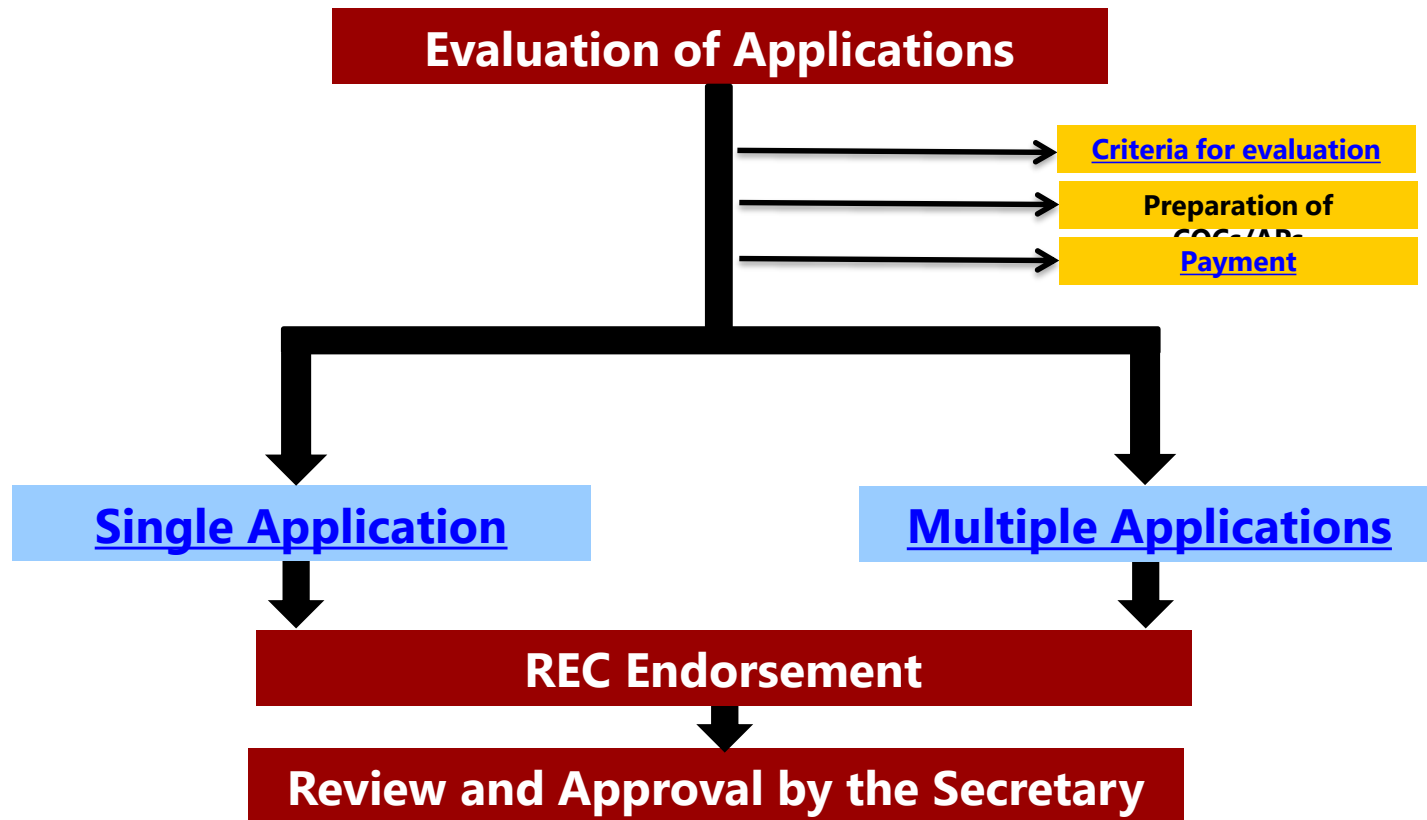 Evaluation of Applications
Criteria for evaluation
Preparation of
Payment
Single Application
Multiple Applications
REC Endorsement
Review and Approval by the Secretary